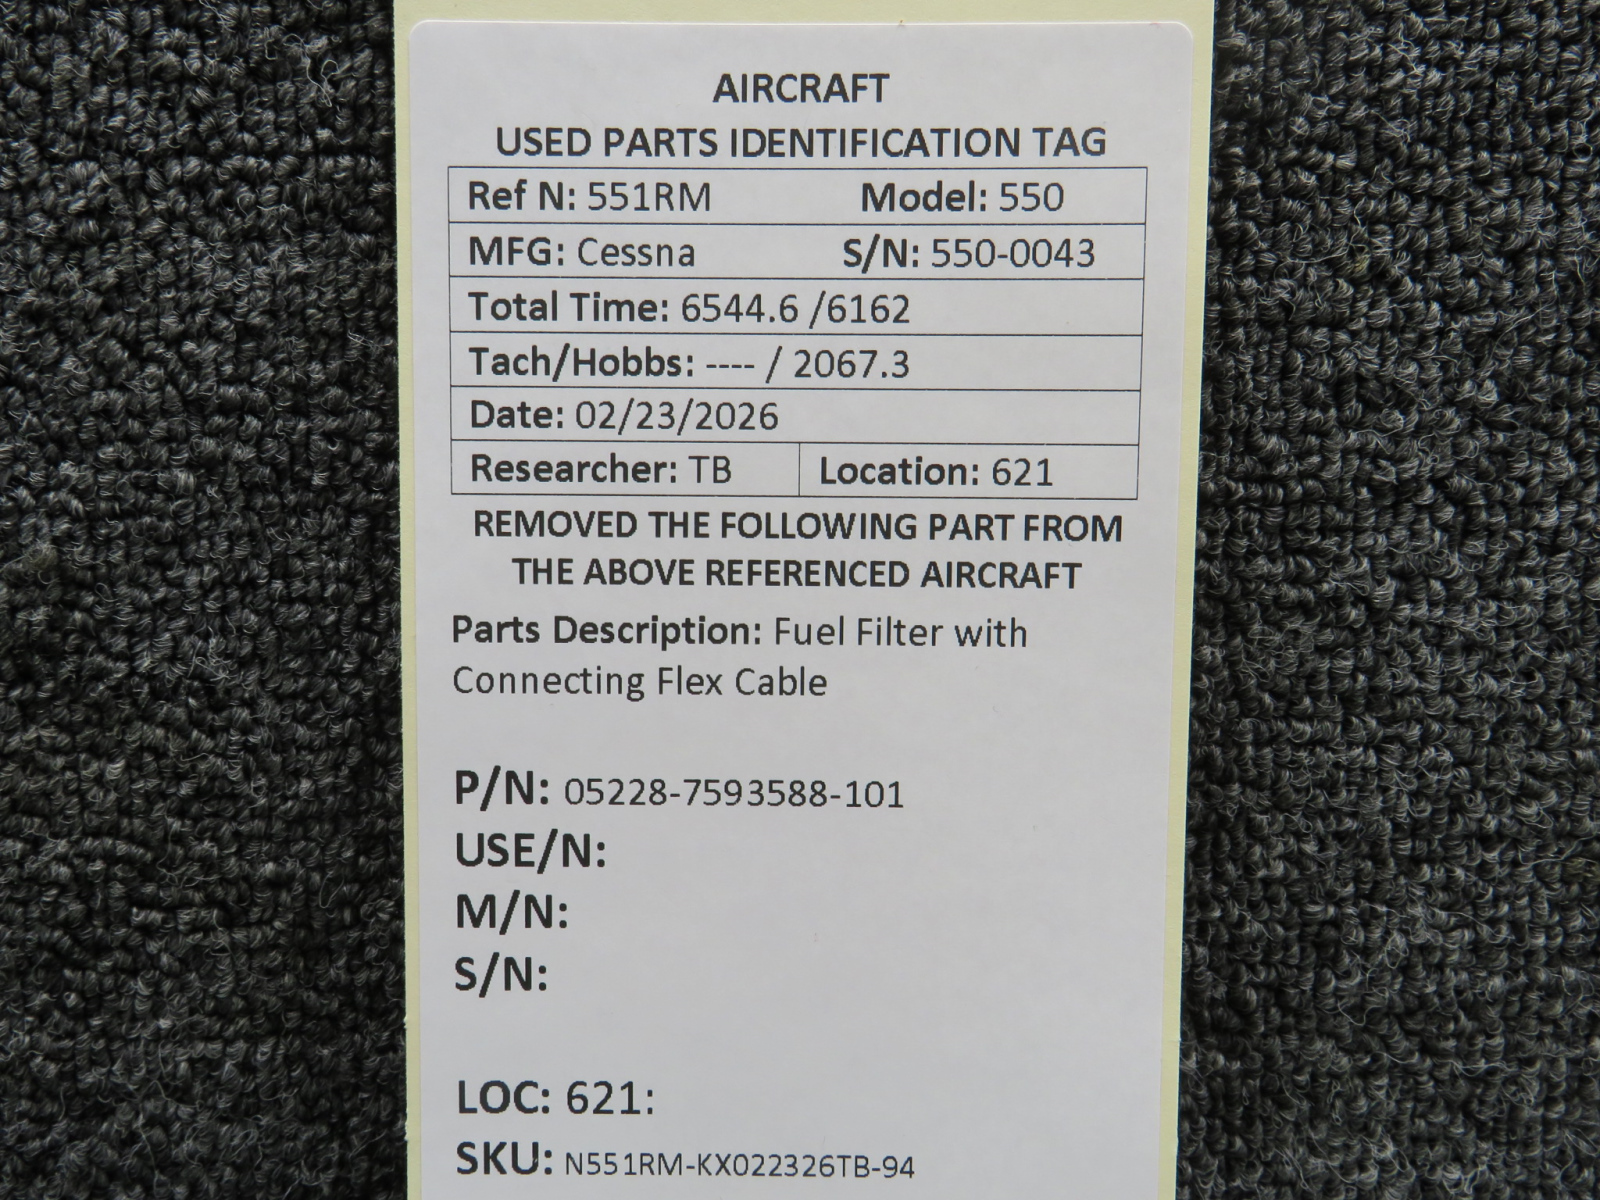 AIRCRAFT
USED PARTS IDENTIFICATION TAG
Ref N: 551RM Model: 550
MFG: Cessna S/N: 550-0043
Total Time: 6544.6 /6162
Tach/Hobbs: ---- / 2067.3
Date: 02/23/2026
Researcher: TB Location: 621
REMOVED THE FOLLOWING PART FROM
THE ABOVE REFERENCED AIRCRAFT
Parts Description: Fuel Filter with
Connecting Flex Cable
P/N: 05228-7593588-101
USE/N:
M/N:
S/N:
LOC: 621:
SKU: N551RM-KX022326TB-94